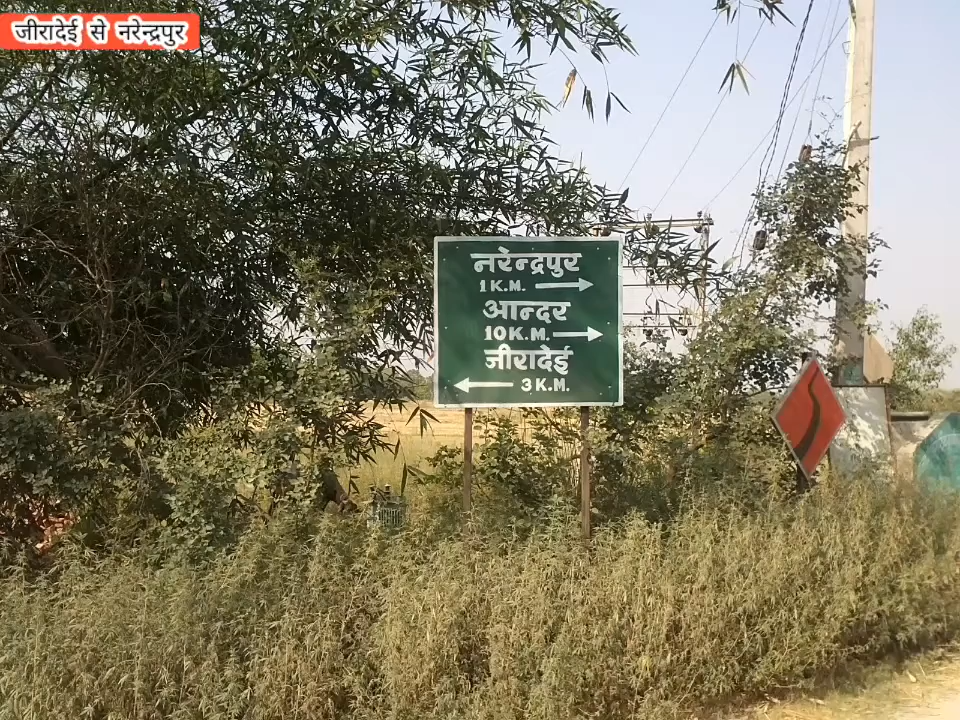 जीरादेई से नरेन्द्रपुर
नरेन्द्रपुर
1 K.M. →
आन्दर
10 K.M. →
जीरादेई
← 3 K.M.